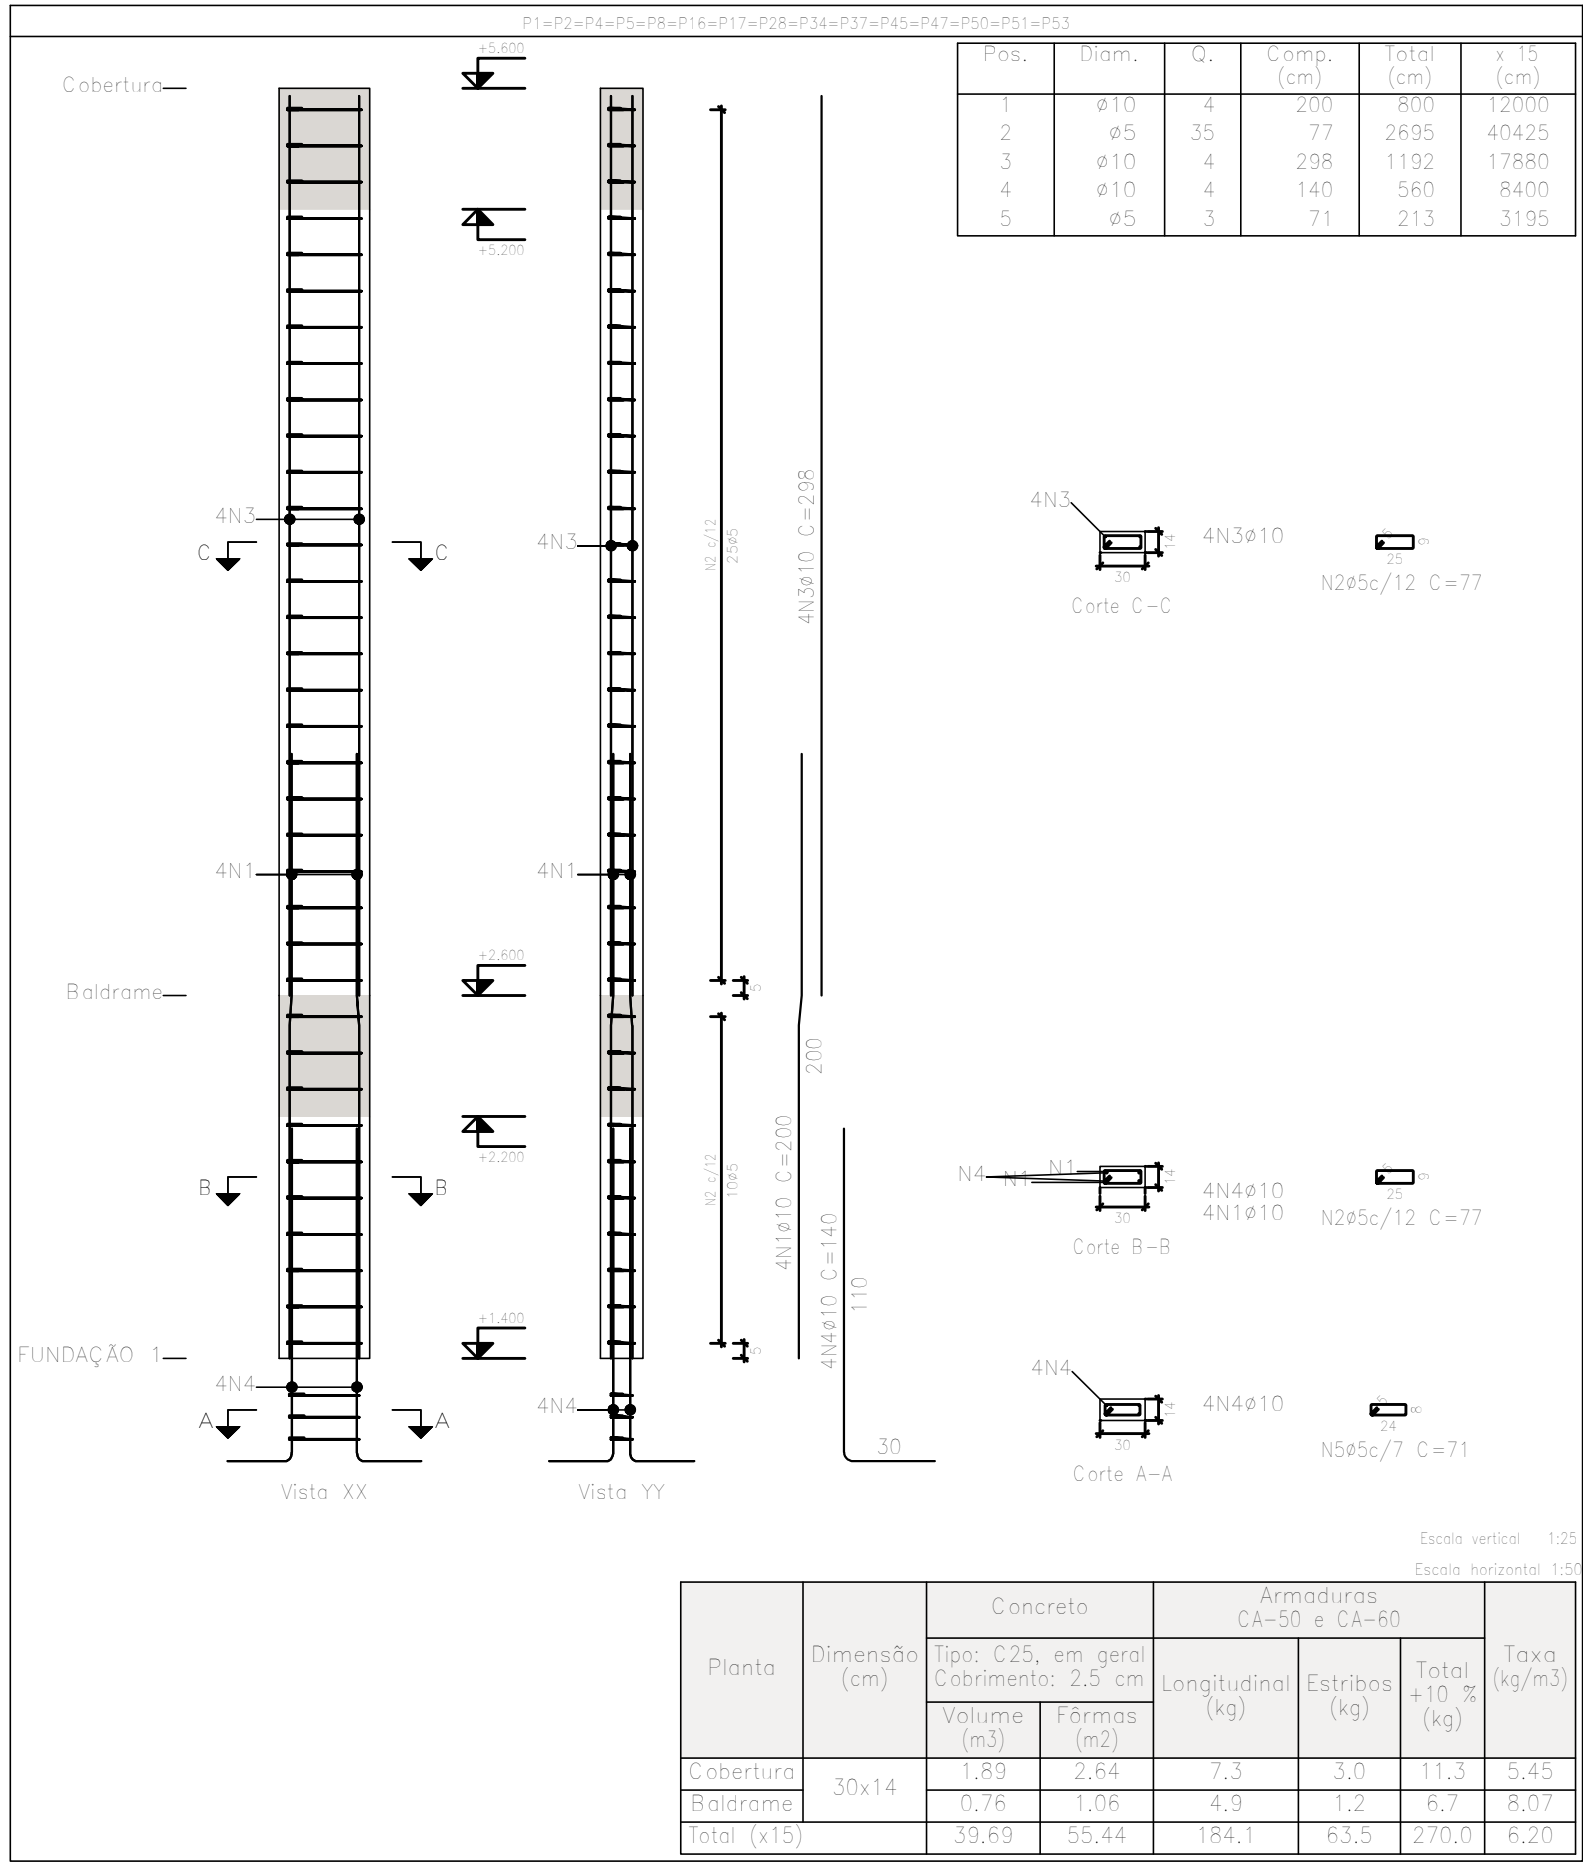 P1=P2=P4=P5=P8=P16=P17=P28=P34=P37=P45=P47=P50=P51=P53
Pos. Diam. Q. Comp. (cm) Total (cm) x 15 (cm)
1 ø10 4 200 800 12000
2 ø5 35 77 2695 40425
3 ø10 4 298 1192 17880
4 ø10 4 140 560 8400
5 ø5 3 71 213 3195
Cobertura
+5.600
+5.200
4N3
C C
4N3
N2 c/12
25ø5
4N3ø10 C=298
4N3
14
30
4N3ø10
Corte C-C
5
9
25
N2ø5c/12 C=77
4N1
4N1
+2.600
Baldrame
5
200
+2.200
B B
N2 c/12
10ø5
4N1ø10 C=200
4N4ø10 C=140
110
N4 N1 N1
14
30
4N4ø10
4N1ø10
Corte B-B
5
9
25
N2ø5c/12 C=77
+1.400
FUNDAÇÃO 1
5
4N4
A A
4N4
30
4N4
14
30
4N4ø10
Corte A-A
5
8
24
N5ø5c/7 C=71
Vista XX
Vista YY
Escala vertical 1:25
Escala horizontal 1:50
Planta
Dimensão
(cm)
Concreto
Tipo: C25, em geral
Cobrimento: 2.5 cm
Volume
(m3)
Fôrmas
(m2)
Armaduras
CA-50 e CA-60
Longitudinal
(kg)
Estribos
(kg)
Total
+10 %
(kg)
Taxa
(kg/m3)
Cobertura 30x14 1.89 2.64 7.3 3.0 11.3 5.45
Baldrame 0.76 1.06 4.9 1.2 6.7 8.07
Total (x15) 39.69 55.44 184.1 63.5 270.0 6.20